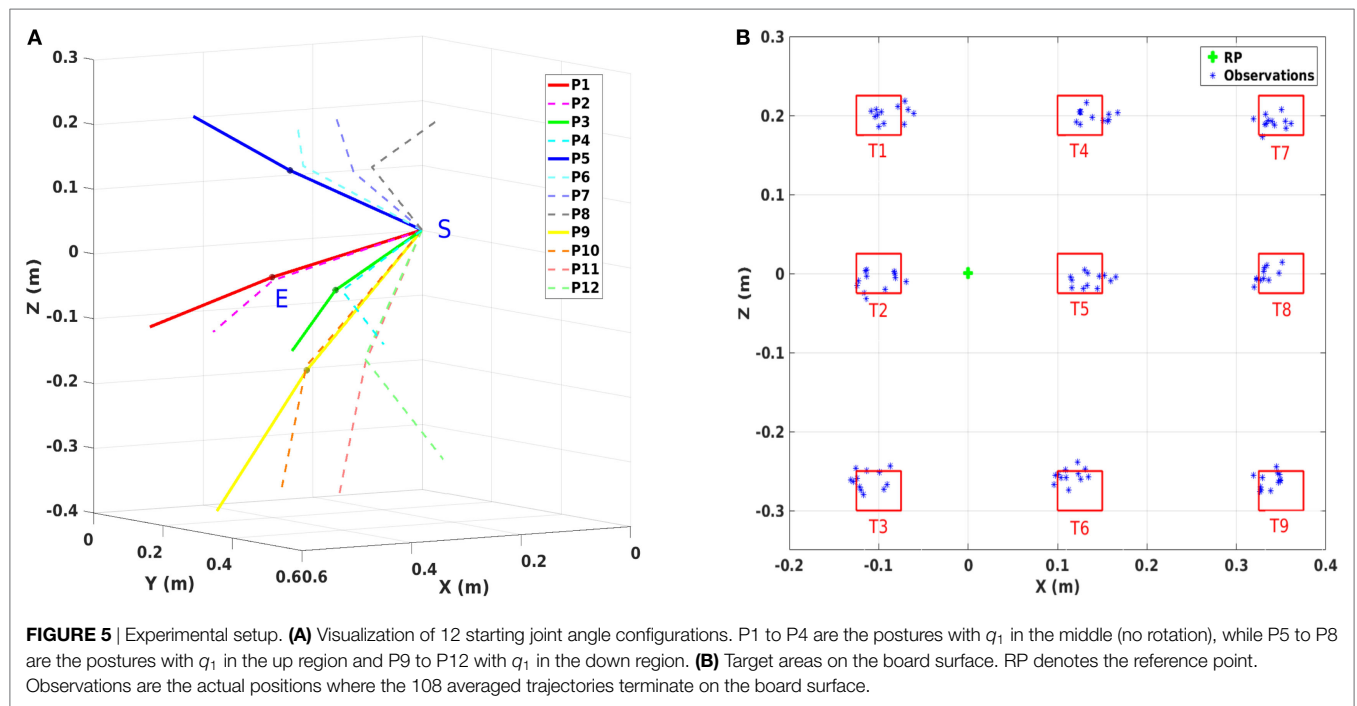 A
0.3
0.2
0.1
0
-0.1
-0.2
-0.3
-0.4
Z (m)
0
0.2
0.4
0.60.6
0.4
0.2
0
Y (m)
X (m)
S
E
P1
P2
P3
P4
P5
P6
P7
P8
P9
P10
P11
P12
B
0.3
0.2
0.1
0
-0.1
-0.2
-0.3
Z (m)
-0.2
-0.1
0
0.1
0.2
0.3
0.4
X (m)
RP
Observations
T1
T4
T7
T2
T5
T8
T3
T6
T9
FIGURE 5 | Experimental setup. (A) Visualization of 12 starting joint angle configurations. P1 to P4 are the postures with q1 in the middle (no rotation), while P5 to P8
are the postures with q1 in the up region and P9 to P12 with q1 in the down region. (B) Target areas on the board surface. RP denotes the reference point.
Observations are the actual positions where the 108 averaged trajectories terminate on the board surface.